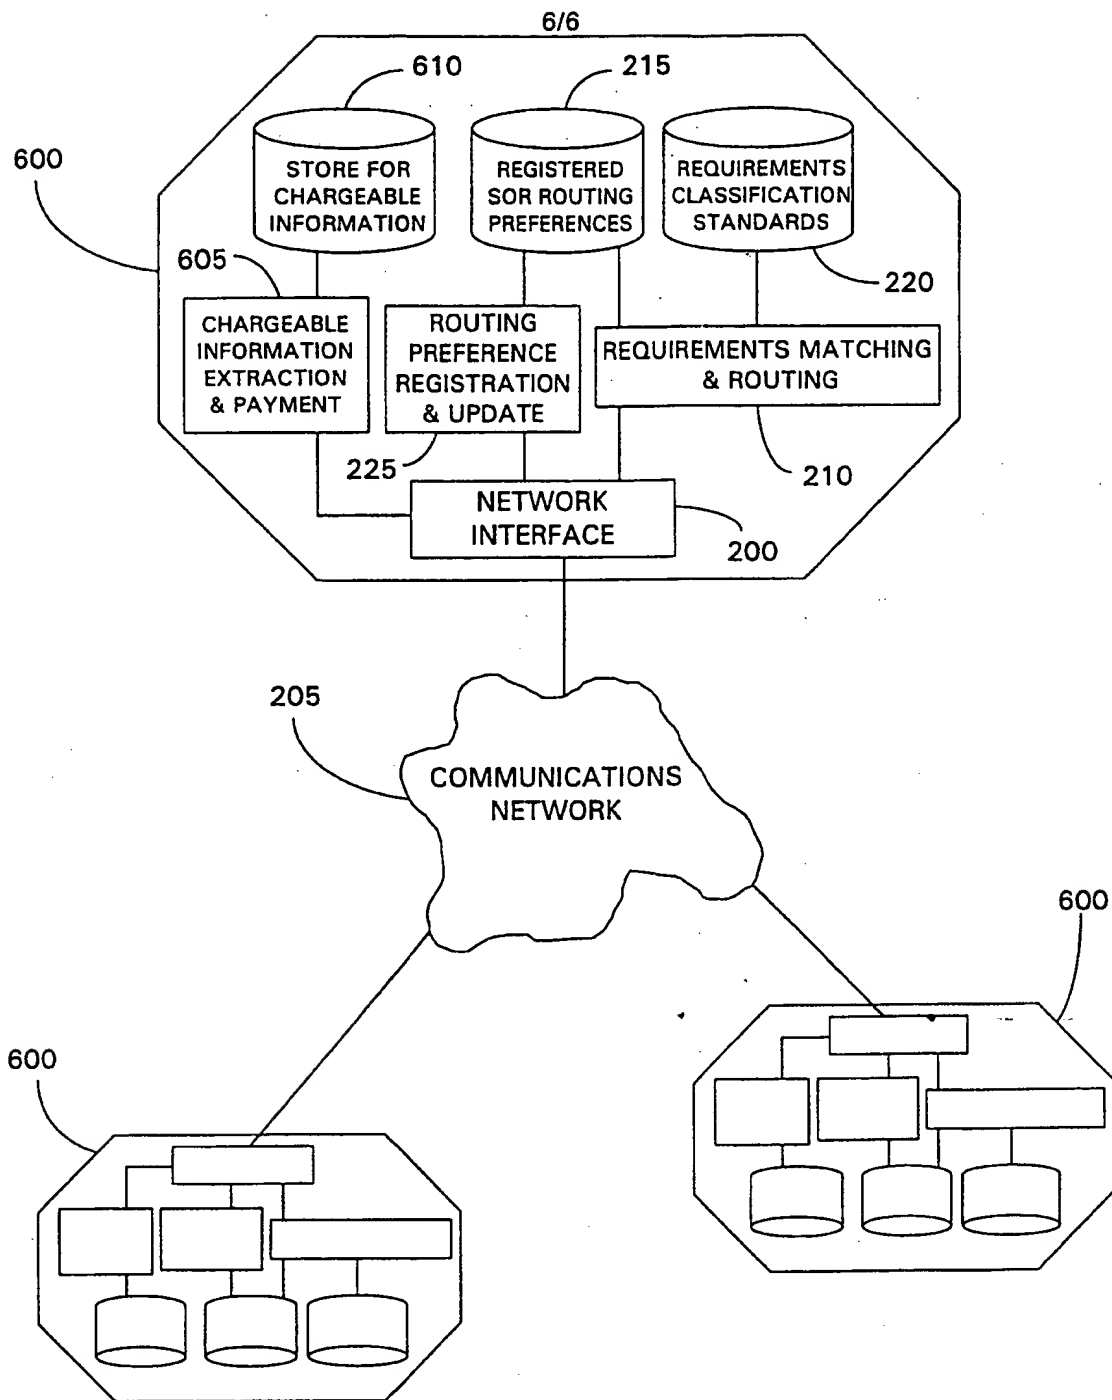 6/6
610
215
600
STORE FOR
CHARGEABLE
INFORMATION
REGISTERED
SOR ROUTING
PREFERENCES
REQUIREMENTS
CLASSIFICATION
STANDARDS
605
220
CHARGEABLE
INFORMATION
EXTRACTION
& PAYMENT
ROUTING
PREFERENCE
REGISTRATION
& UPDATE
REQUIREMENTS MATCHING
& ROUTING
225
210
NETWORK
INTERFACE
200
205
COMMUNICATIONS
NETWORK
600
600